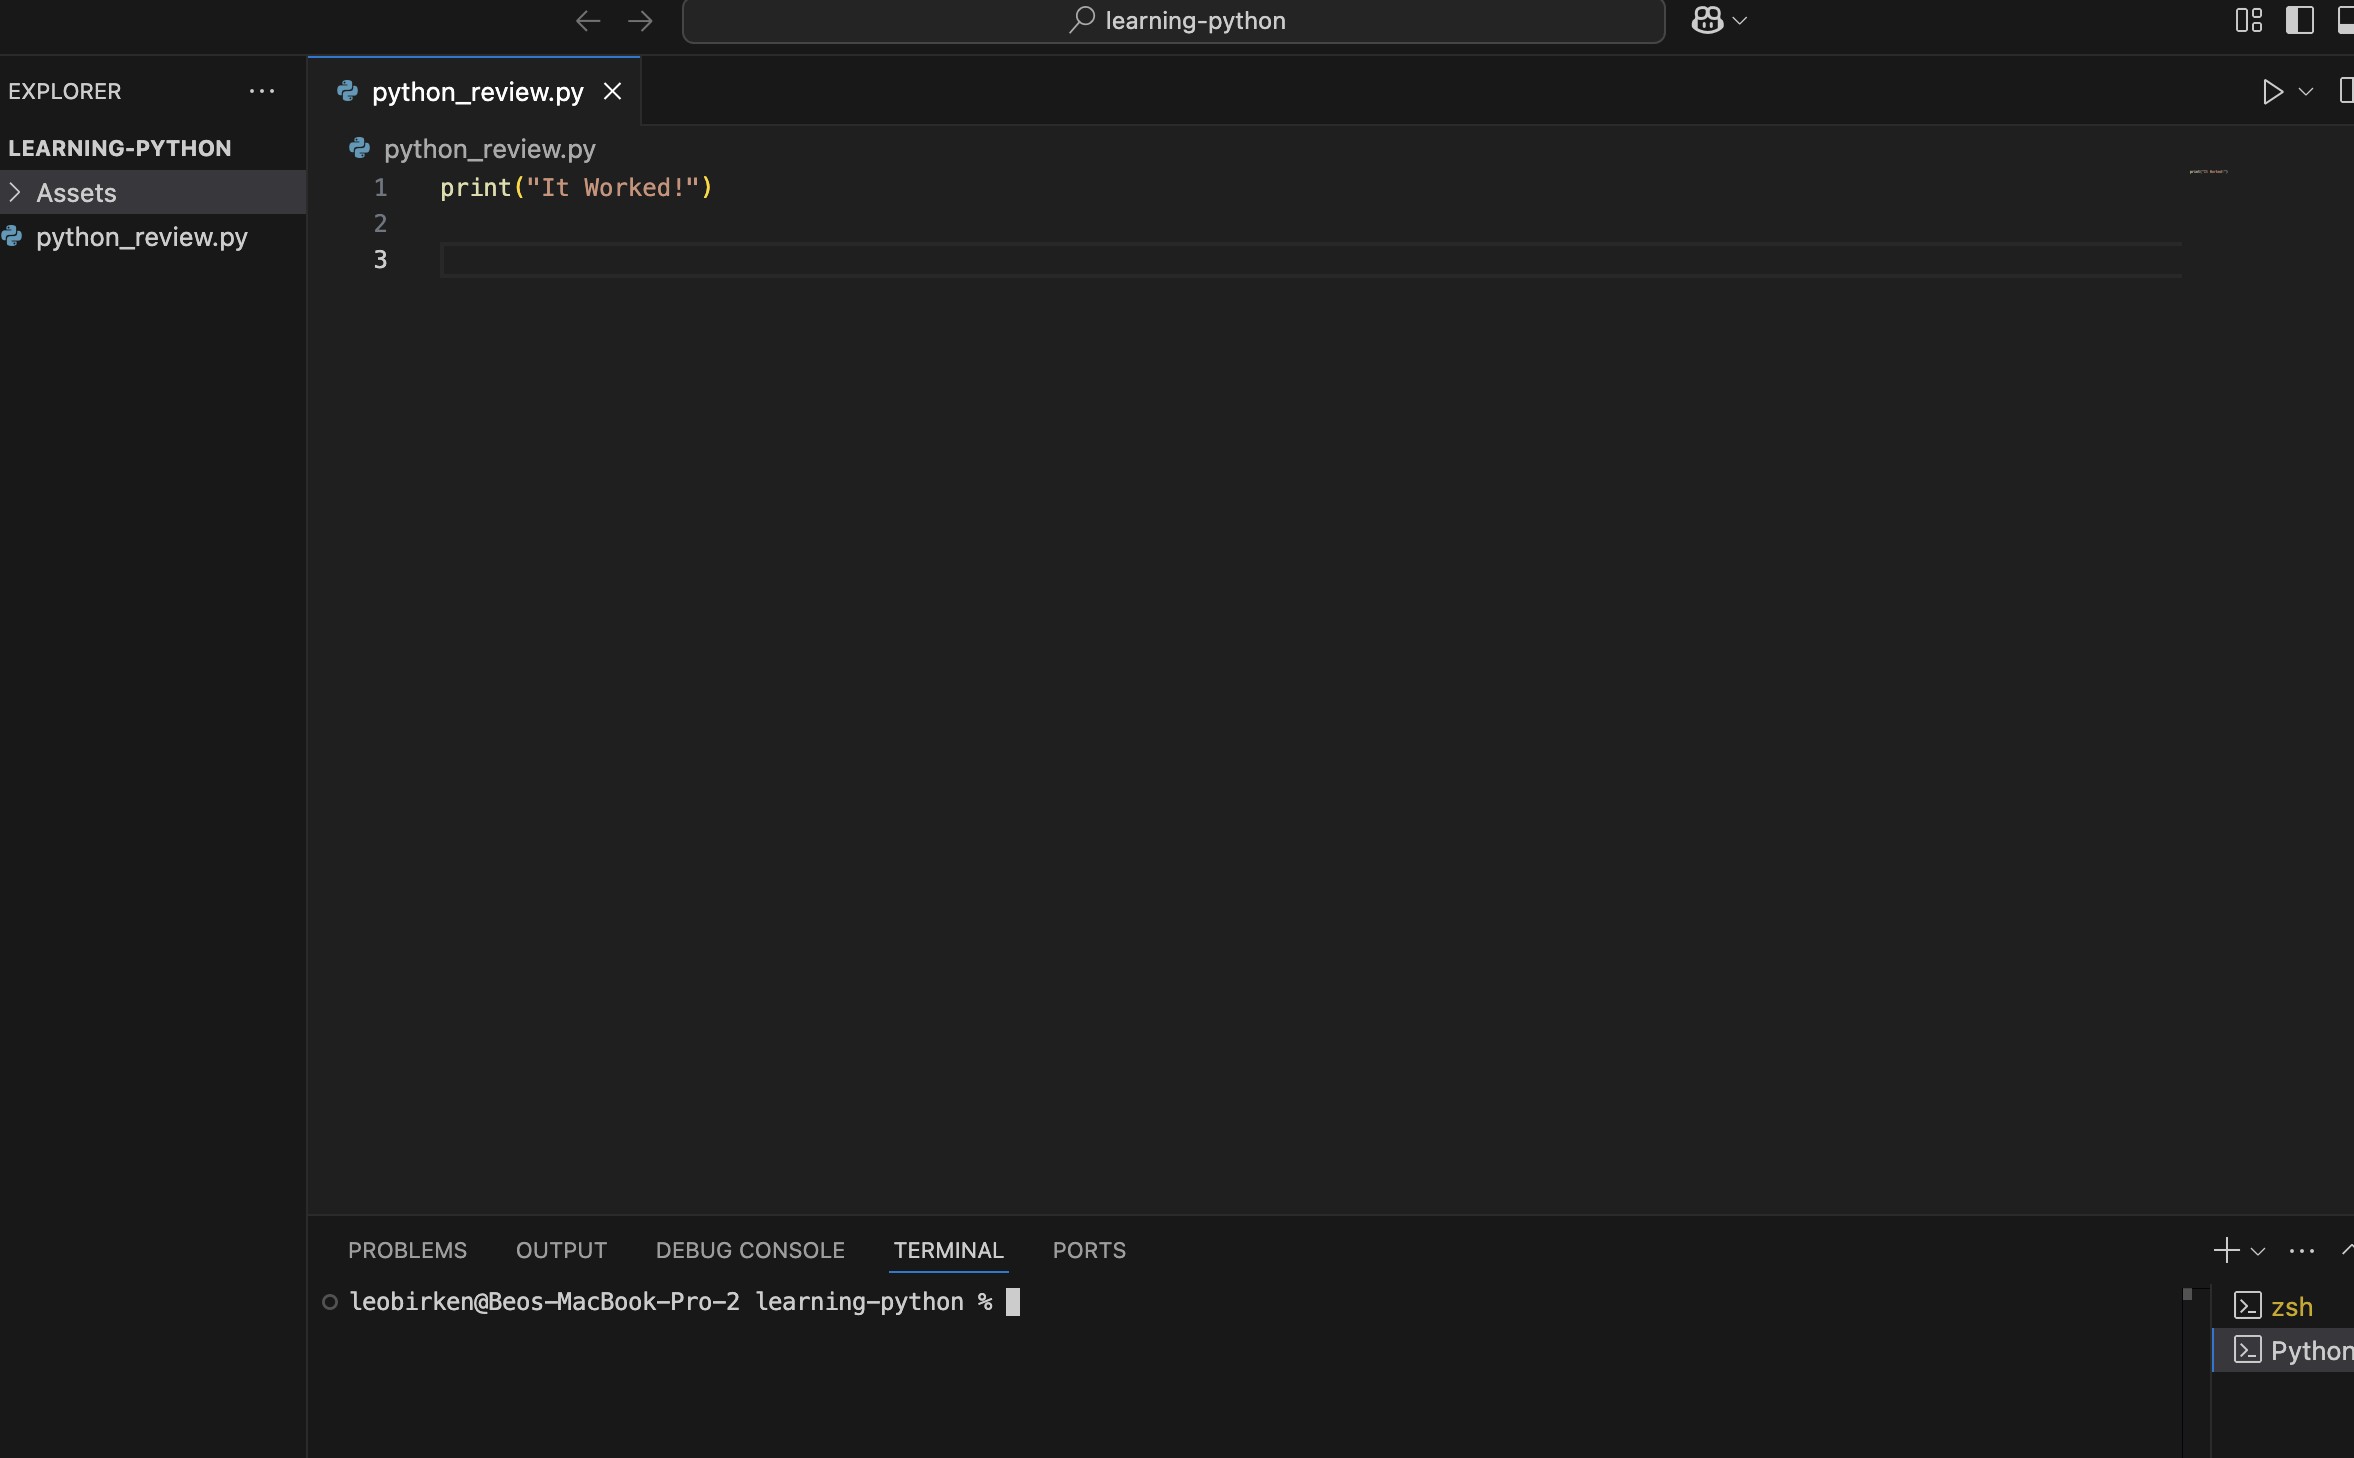 learning-python
EXPLORER
LEARNING-PYTHON
Assets
python_review.py
python_review.py
python_review.py
1 print("It Worked!")
2
3
PROBLEMS OUTPUT DEBUG CONSOLE TERMINAL PORTS
leobirken@Beos-MacBook-Pro-2 learning-python %
zsh
Python